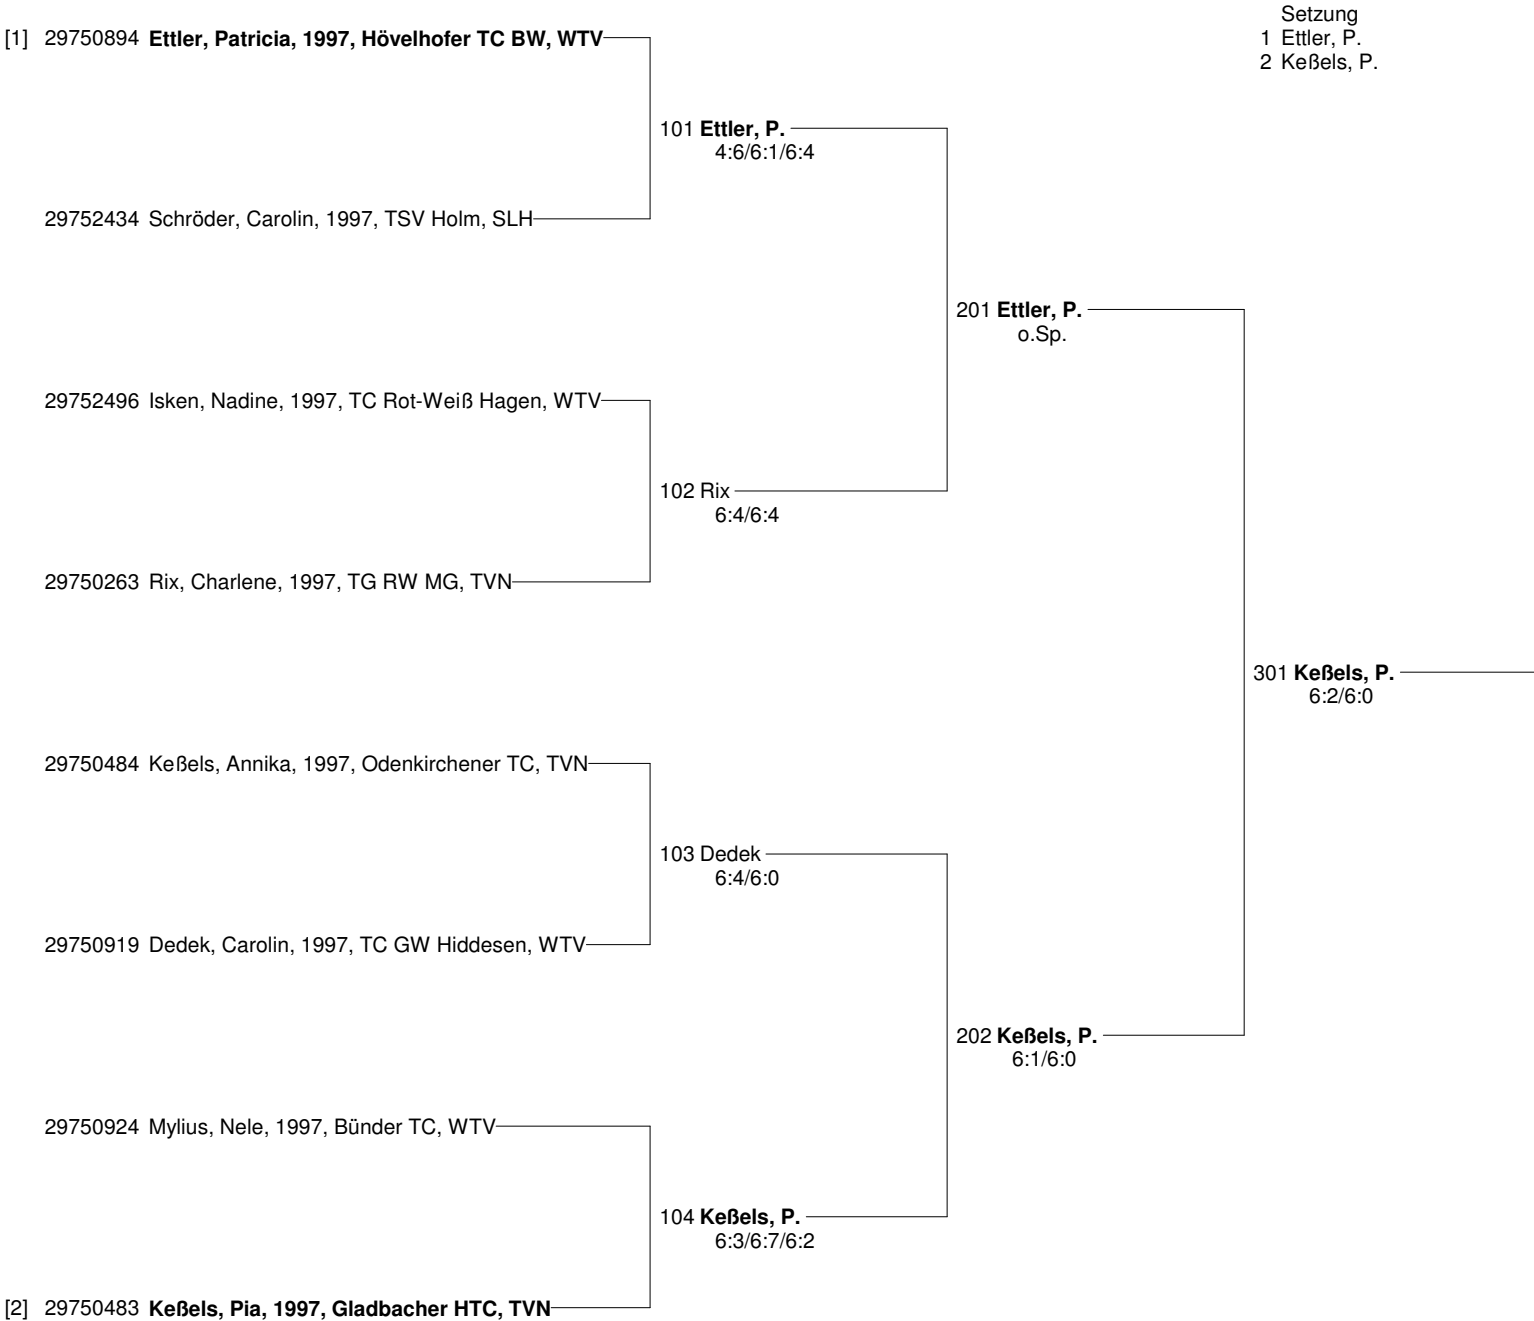 Setzung
1 Ettler, P.
2 Keßels, P.
[1] 29750894 Ettler, Patricia, 1997, Hövelhofer TC BW, WTV
101 Ettler, P.
4:6/6:1/6:4
29752434 Schröder, Carolin, 1997, TSV Holm, SLH
201 Ettler, P.
o.Sp.
29752496 Isken, Nadine, 1997, TC Rot-Weiß Hagen, WTV
102 Rix
6:4/6:4
29750263 Rix, Charlene, 1997, TG RW MG, TVN
301 Keßels, P.
6:2/6:0
29750484 Keßels, Annika, 1997, Odenkirchener TC, TVN
103 Dedek
6:4/6:0
29750919 Dedek, Carolin, 1997, TC GW Hiddesen, WTV
202 Keßels, P.
6:1/6:0
29750924 Mylius, Nele, 1997, Bünder TC, WTV
104 Keßels, P.
6:3/6:7/6:2
[2] 29750483 Keßels, Pia, 1997, Gladbacher HTC, TVN